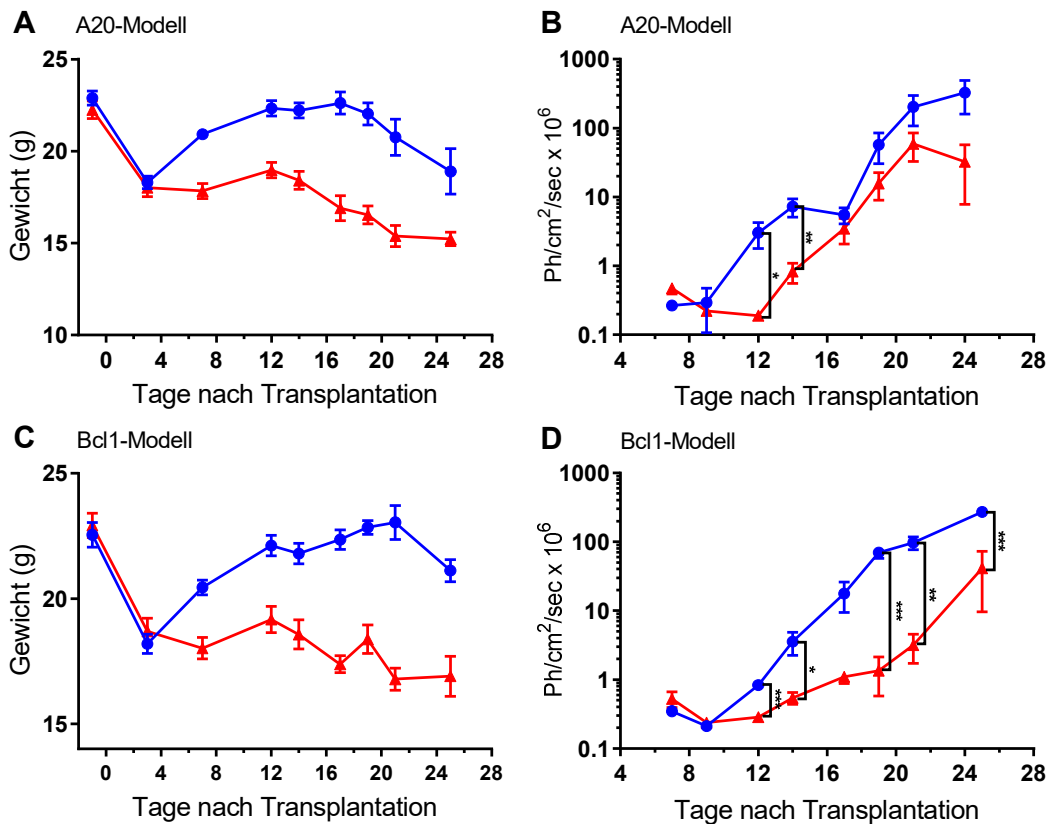 A A20-Modell
Gewicht (g)
25
20
15
10
0 4 8 12 16 20 24 28
Tage nach Transplantation
B A20-Modell
Ph/cm²/sec x 10⁶
1000
100
10
1
0.1
* **
4 8 12 16 20 24 28
Tage nach Transplantation
C Bcl1-Modell
Gewicht (g)
25
20
15
0 4 8 12 16 20 24 28
Tage nach Transplantation
D Bcl1-Modell
Ph/cm²/sec x 10⁶
1000
100
10
1
0.1
*** * *** ** ***
4 8 12 16 20 24 28
Tage nach Transplantation